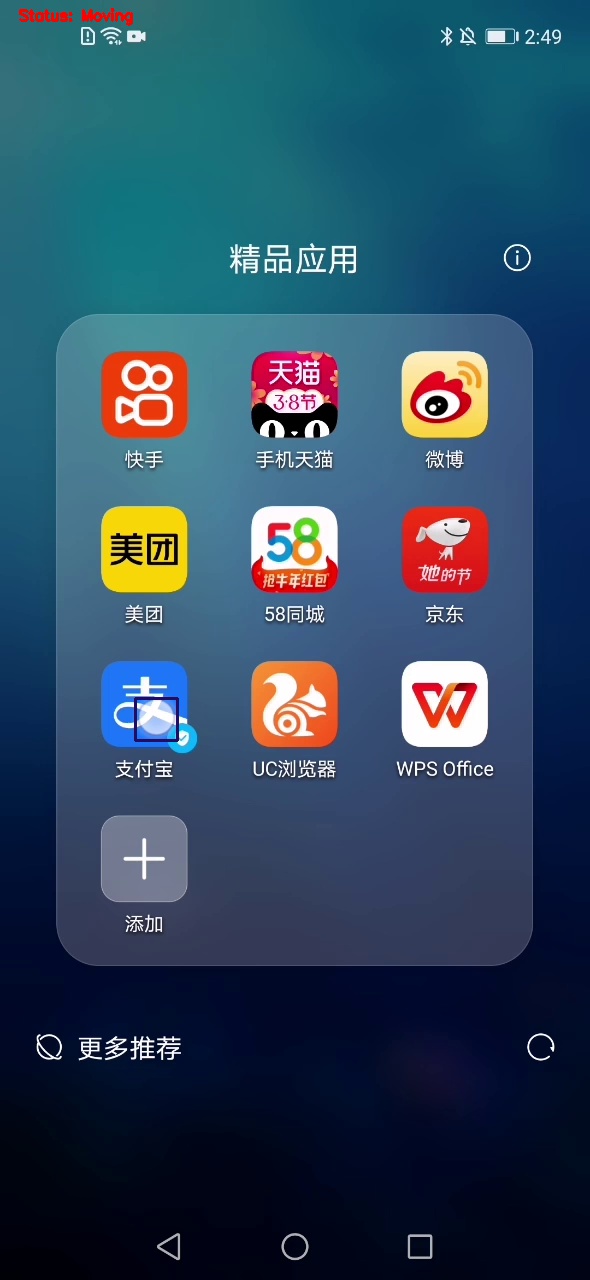 Status: Moving
2:49
精品应用
天猫
3·8节
快手
手机天猫
微博
美团
58
抢牛年红包
她的节
美团
58同城
京东
支
支付宝
UC浏览器
WPS Office
添加
更多推荐